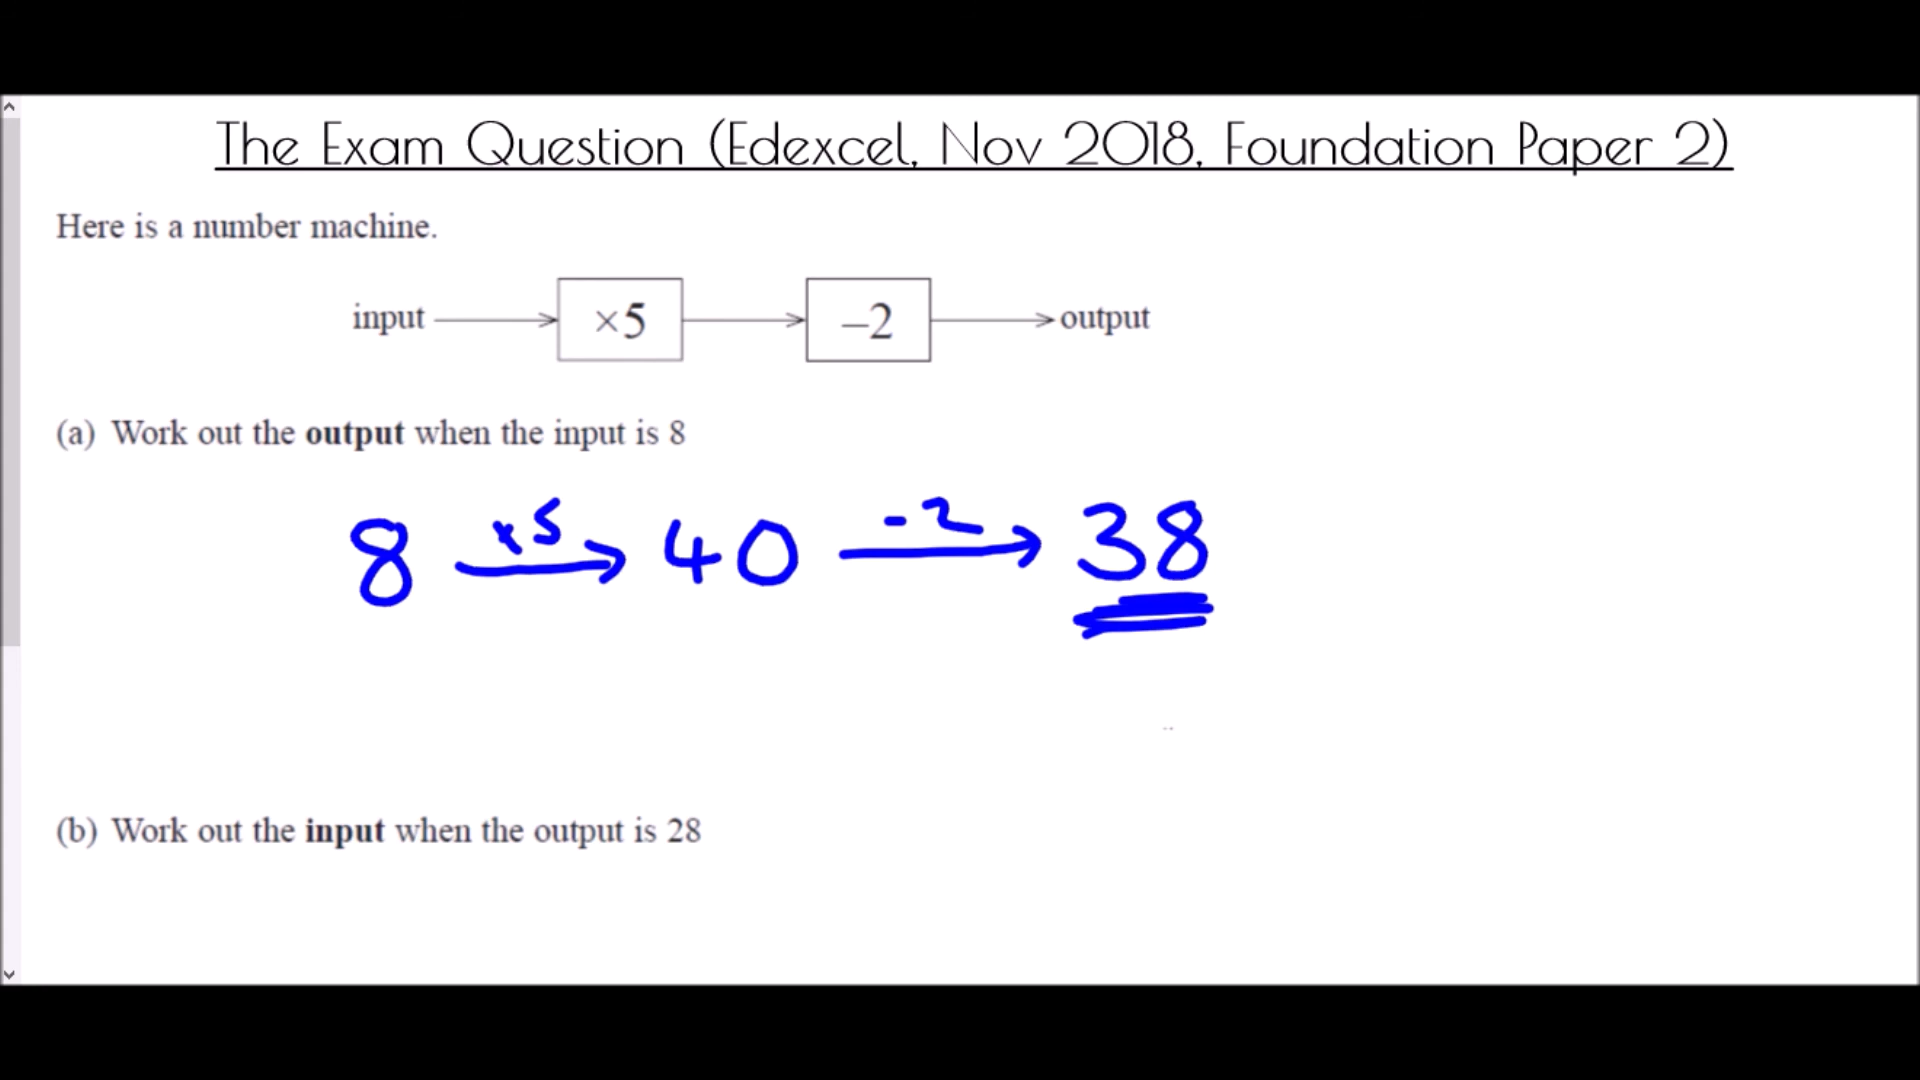 The Exam Question (Edexcel, Nov 2018, Foundation Paper 2)
Here is a number machine.
input ×5 –2 output
(a) Work out the output when the input is 8
×5 -2
8 40 38
(b) Work out the input when the output is 28